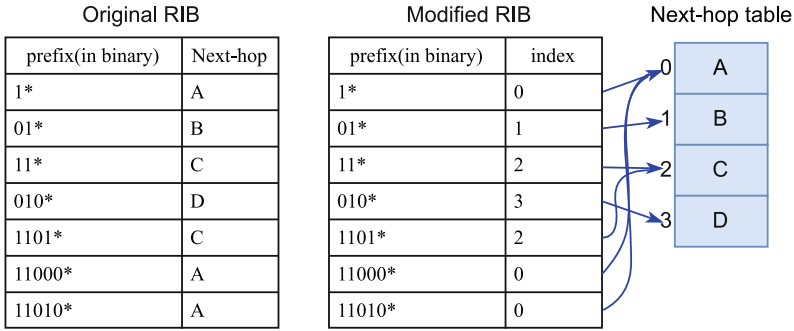 Original RIB Modified RIB Next-hop table
prefix(in binary) Next-hop prefix(in binary) index
0 A
1* A 1* 0
01* B 01* 1 1 B
11* C 11* 2 2 C
010* D 010* 3 3 D
1101* C 1101* 2
11000* A 11000* 0
11010* A 11010* 0